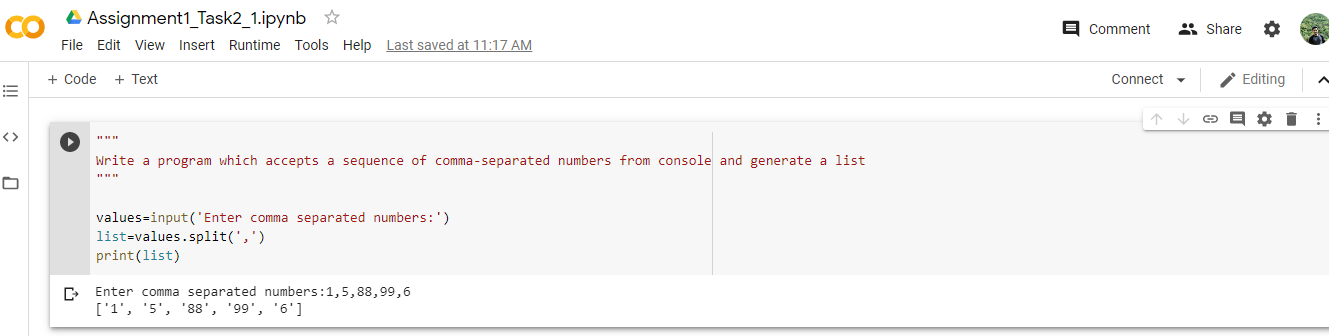 Assignment1_Task2_1.ipynb
File Edit View Insert Runtime Tools Help Last saved at 11:17 AM
Comment Share
+ Code + Text
Connect Editing
"""
Write a program which accepts a sequence of comma-separated numbers from console and generate a list
"""
values=input('Enter comma separated numbers:')
list=values.split(',')
print(list)
Enter comma separated numbers:1,5,88,99,6
['1', '5', '88', '99', '6']